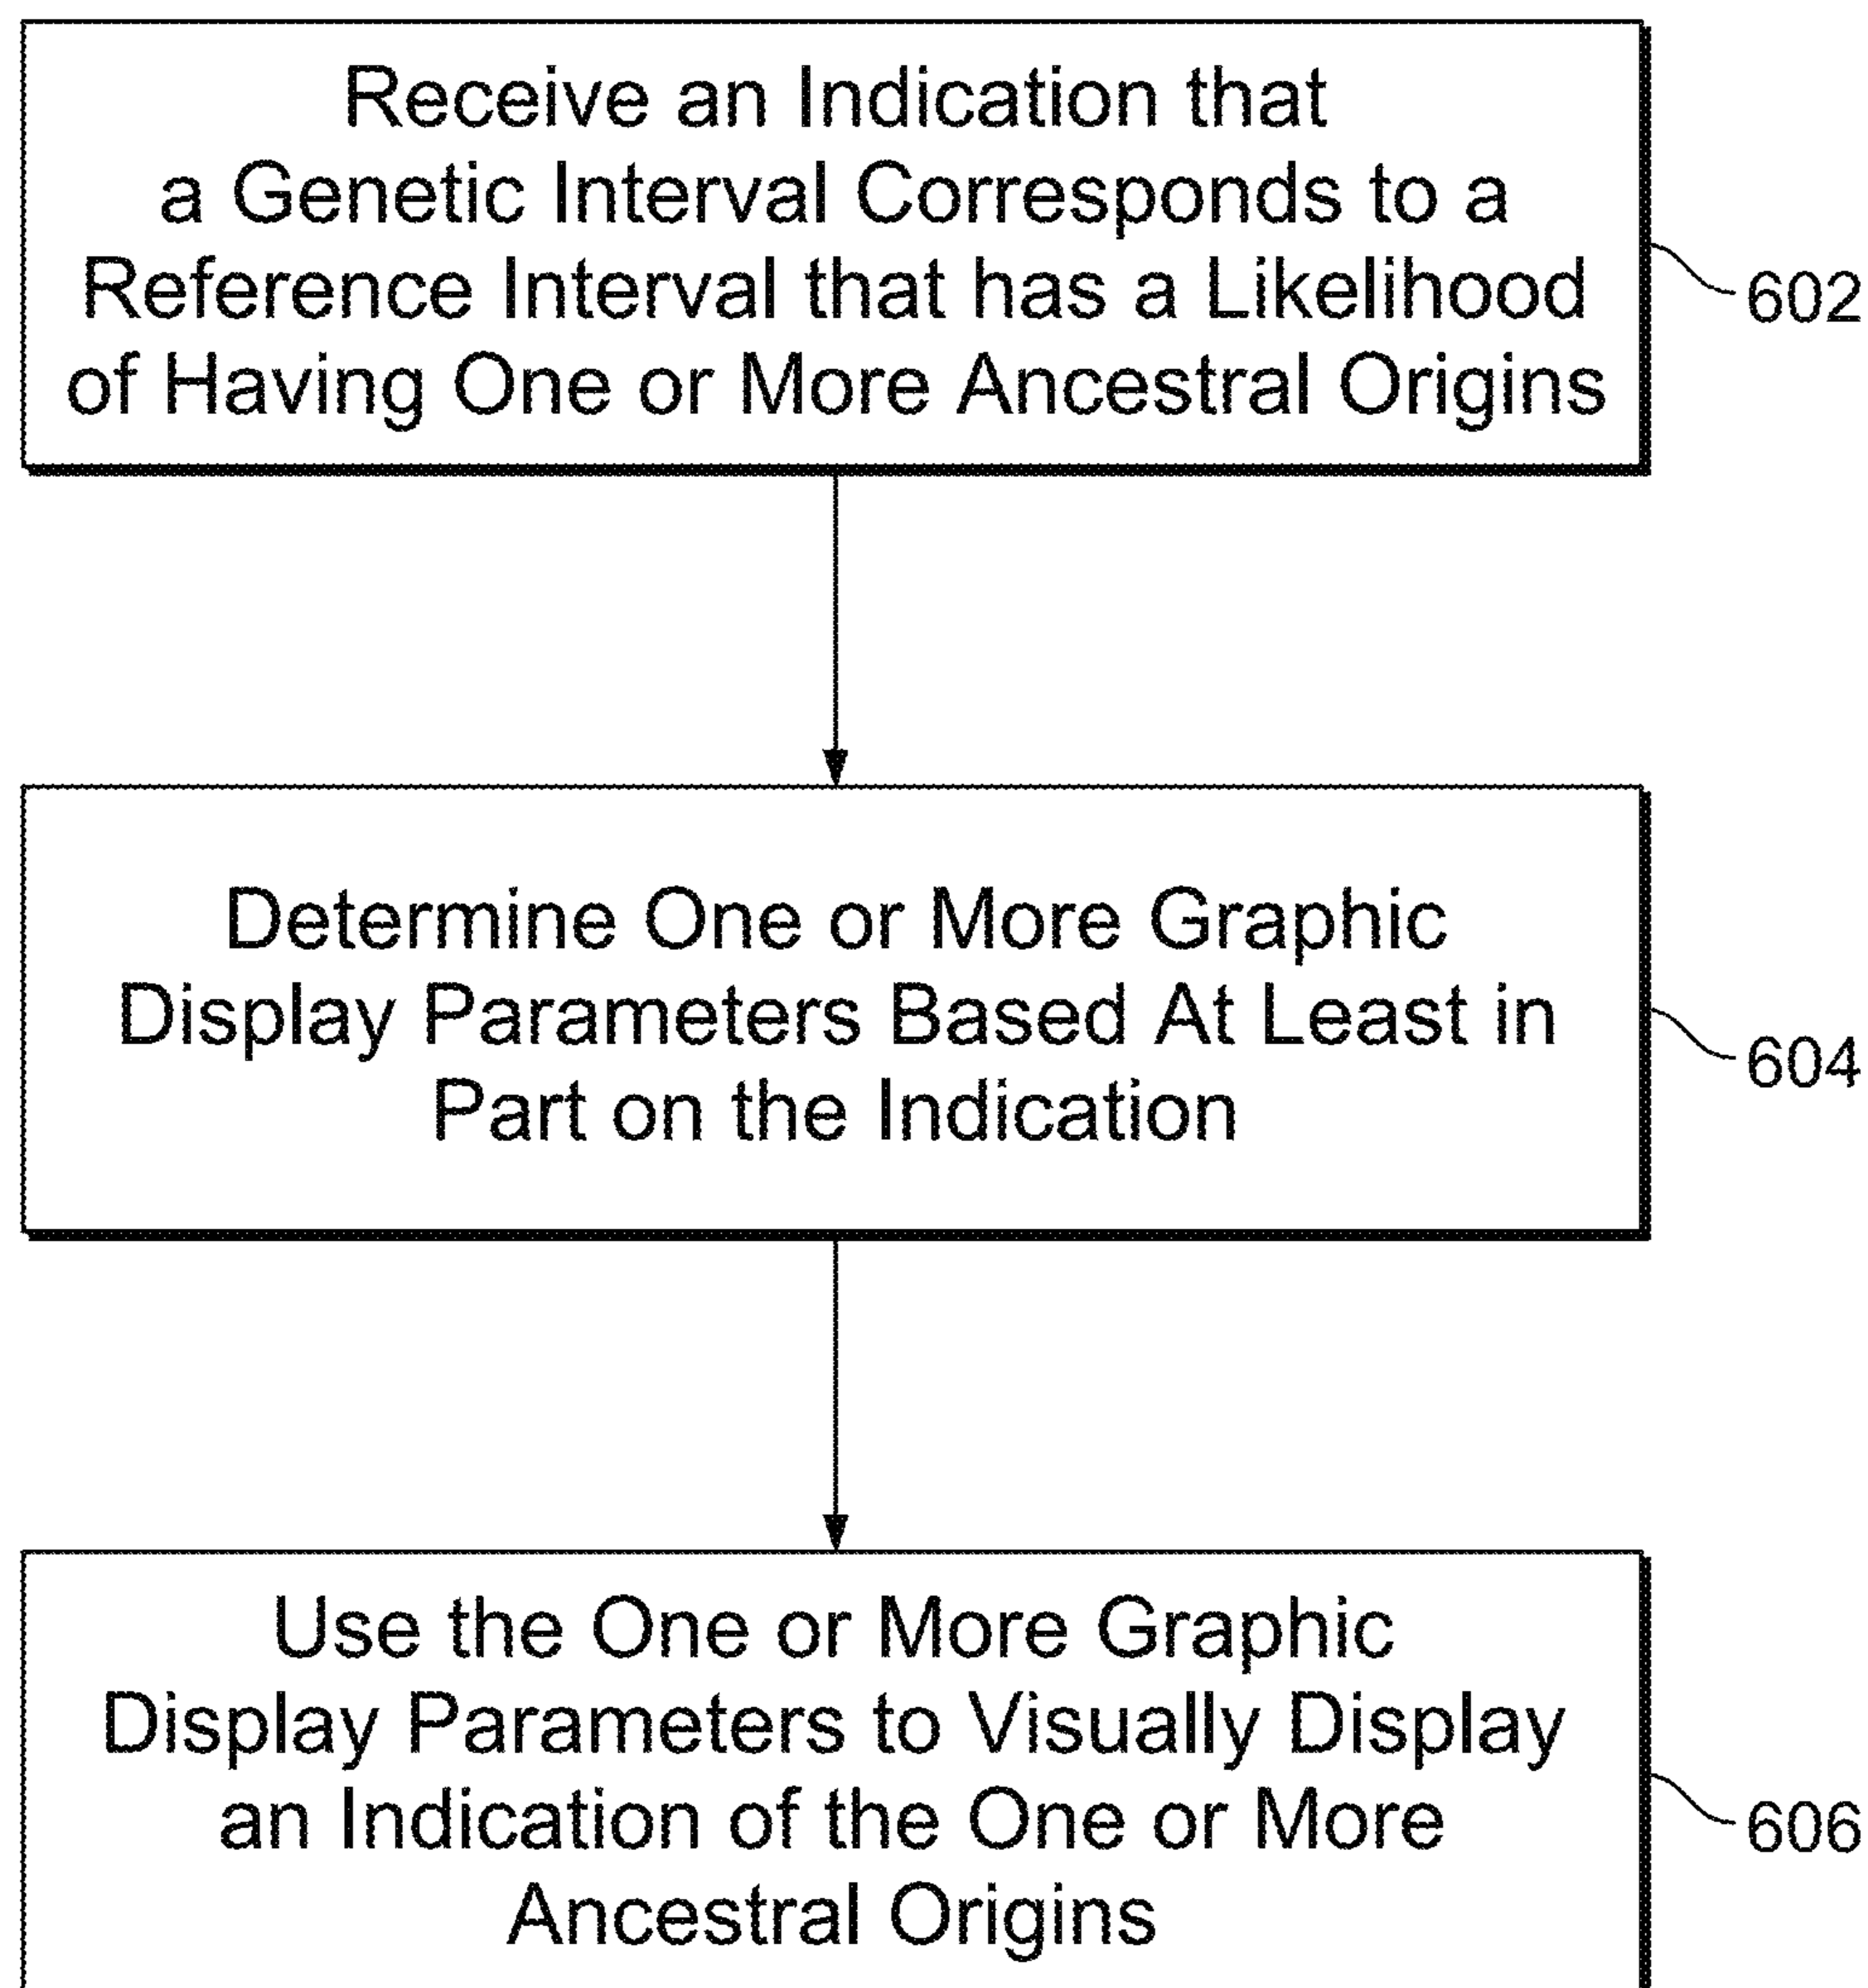 Receive an Indication that
a Genetic Interval Corresponds to a
Reference Interval that has a Likelihood
of Having One or More Ancestral Origins
602
Determine One or More Graphic
Display Parameters Based At Least in
Part on the Indication
604
Use the One or More Graphic
Display Parameters to Visually Display
an Indication of the One or More
Ancestral Origins
606